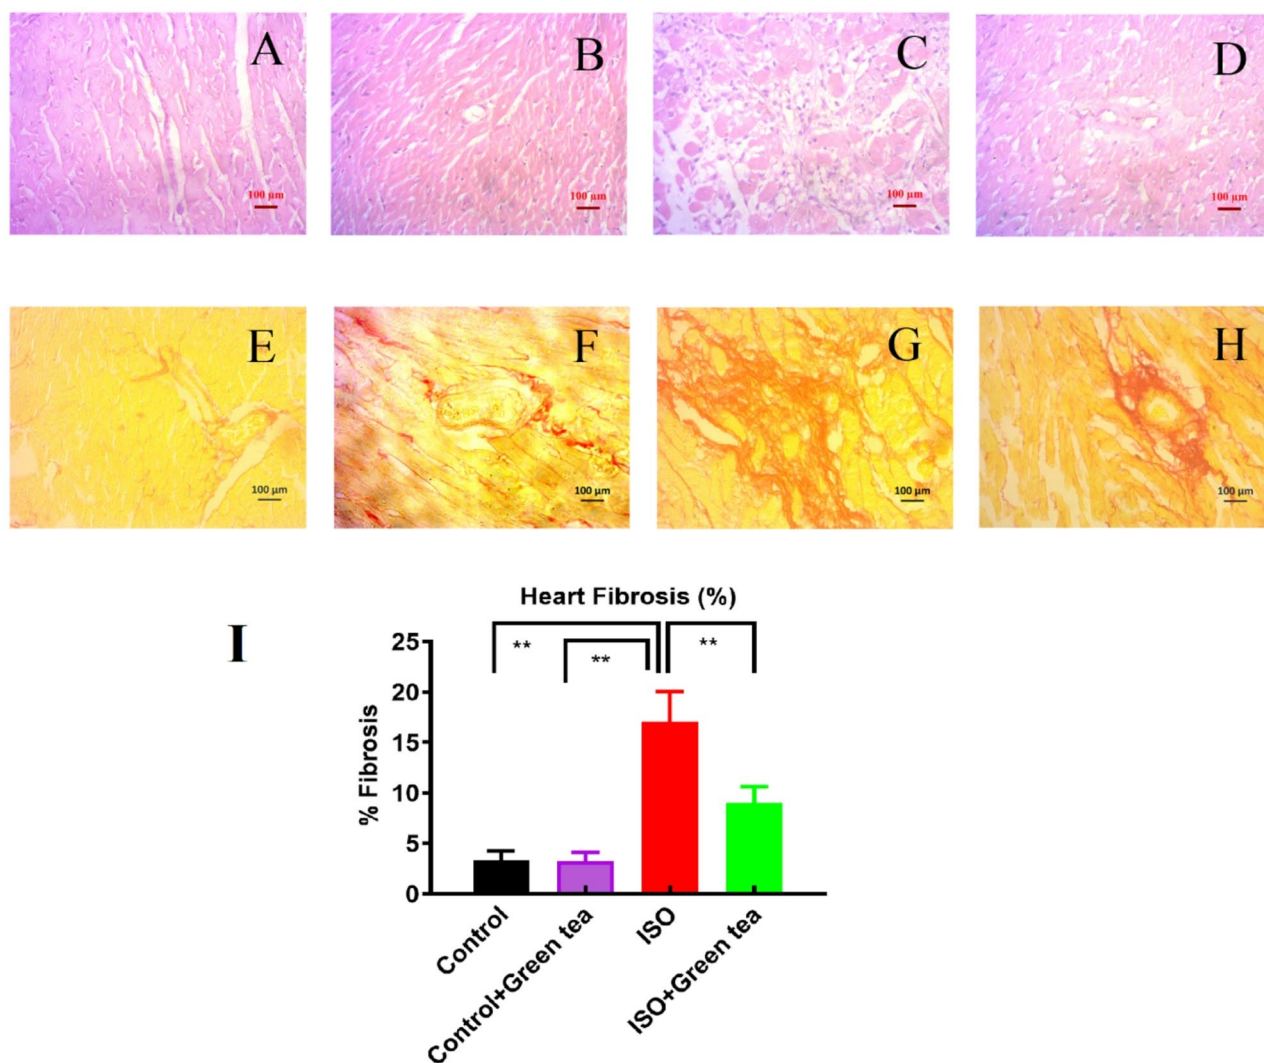 A
B
C
D
100 µm
100 µm
100 µm
100 µm
E
F
G
H
100 µm
100 µm
100 µm
100 µm
I
Heart Fibrosis (%)
** ** **
% Fibrosis
25
20
15
10
5
0
Control
Control+Green tea
ISO
ISO+Green tea